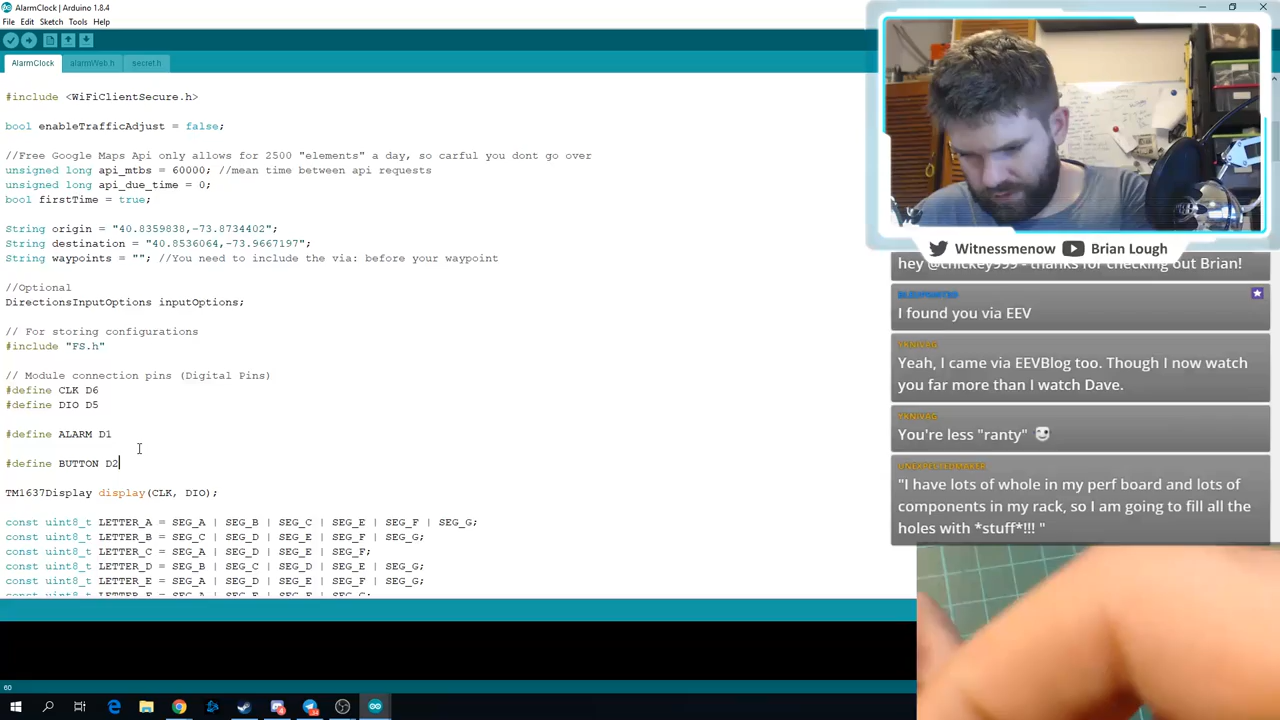 AlarmClock | Arduino 1.8.4
File Edit Sketch Tools Help
AlarmClock alarmWeb.h secret.h
#include <WiFiClientSecure.h>
bool enableTrafficAdjust = false;
//Free Google Maps Api only allows for 2500 "elements" a day, so carful you dont go over
unsigned long api_mtbs = 60000; //mean time between api requests
unsigned long api_due_time = 0;
bool firstTime = true;
String origin = "40.8359838,-73.8734402";
String destination = "40.8536064,-73.9667197";
String waypoints = ""; //You need to include the via: before your waypoint
//Optional
DirectionsInputOptions inputOptions;
// For storing configurations
#include "FS.h"
// Module connection pins (Digital Pins)
#define CLK D6
#define DIO D5
#define ALARM D1
#define BUTTON D2
TM1637Display display(CLK, DIO);
const uint8_t LETTER_A = SEG_A | SEG_B | SEG_C | SEG_E | SEG_F | SEG_G;
const uint8_t LETTER_B = SEG_C | SEG_D | SEG_E | SEG_F | SEG_G;
const uint8_t LETTER_C = SEG_A | SEG_D | SEG_E | SEG_F;
const uint8_t LETTER_D = SEG_B | SEG_C | SEG_D | SEG_E | SEG_G;
const uint8_t LETTER_E = SEG_A | SEG_D | SEG_E | SEG_F | SEG_G;
60
Witnessmenow Brian Lough
hey @chickey999 - thanks for checking out Brian!
I found you via EEV
YKNIVAG
Yeah, I came via EEVBlog too. Though I now watch
you far more than I watch Dave.
YKNIVAG
You're less "ranty"
UNEXPECTEDMAKER
"I have lots of whole in my perf board and lots of
components in my rack, so I am going to fill all the
holes with *stuff*!!! "